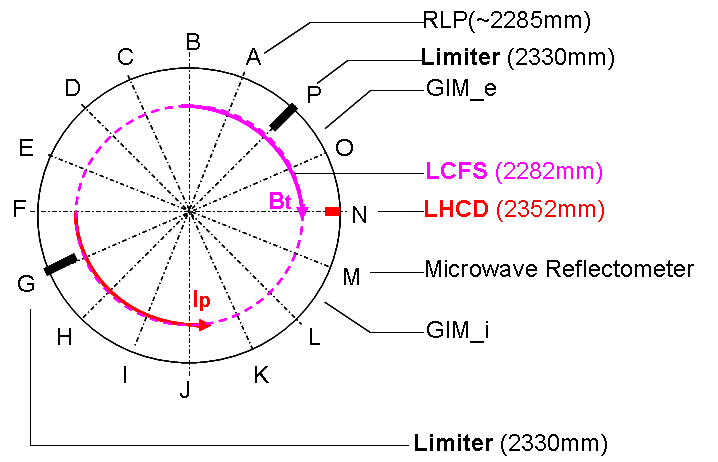 RLP(~2285mm)
B
A
C
Limiter (2330mm)
P
D
GIM_e
E
O
LCFS (2282mm)
Bt
F
N
LHCD (2352mm)
M
Microwave Reflectometer
G
Ip
H
L
GIM_i
I
K
J
Limiter (2330mm)